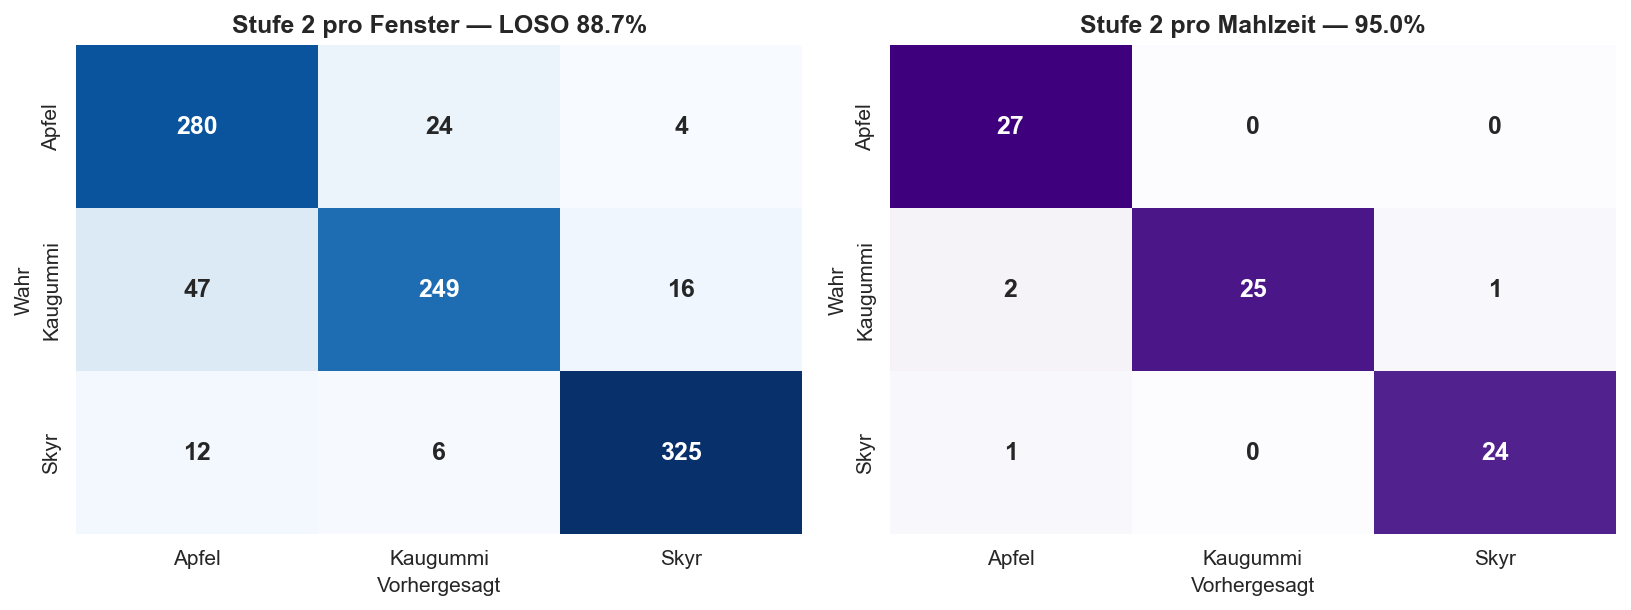 Stufe 2 pro Fenster — LOSO 88.7%
Wahr
Apfel
280 24 4
Kaugummi
47 249 16
Skyr
12 6 325
Apfel Kaugummi Skyr
Vorhergesagt
Stufe 2 pro Mahlzeit — 95.0%
Wahr
Apfel
27 0 0
Kaugummi
2 25 1
Skyr
1 0 24
Apfel Kaugummi Skyr
Vorhergesagt